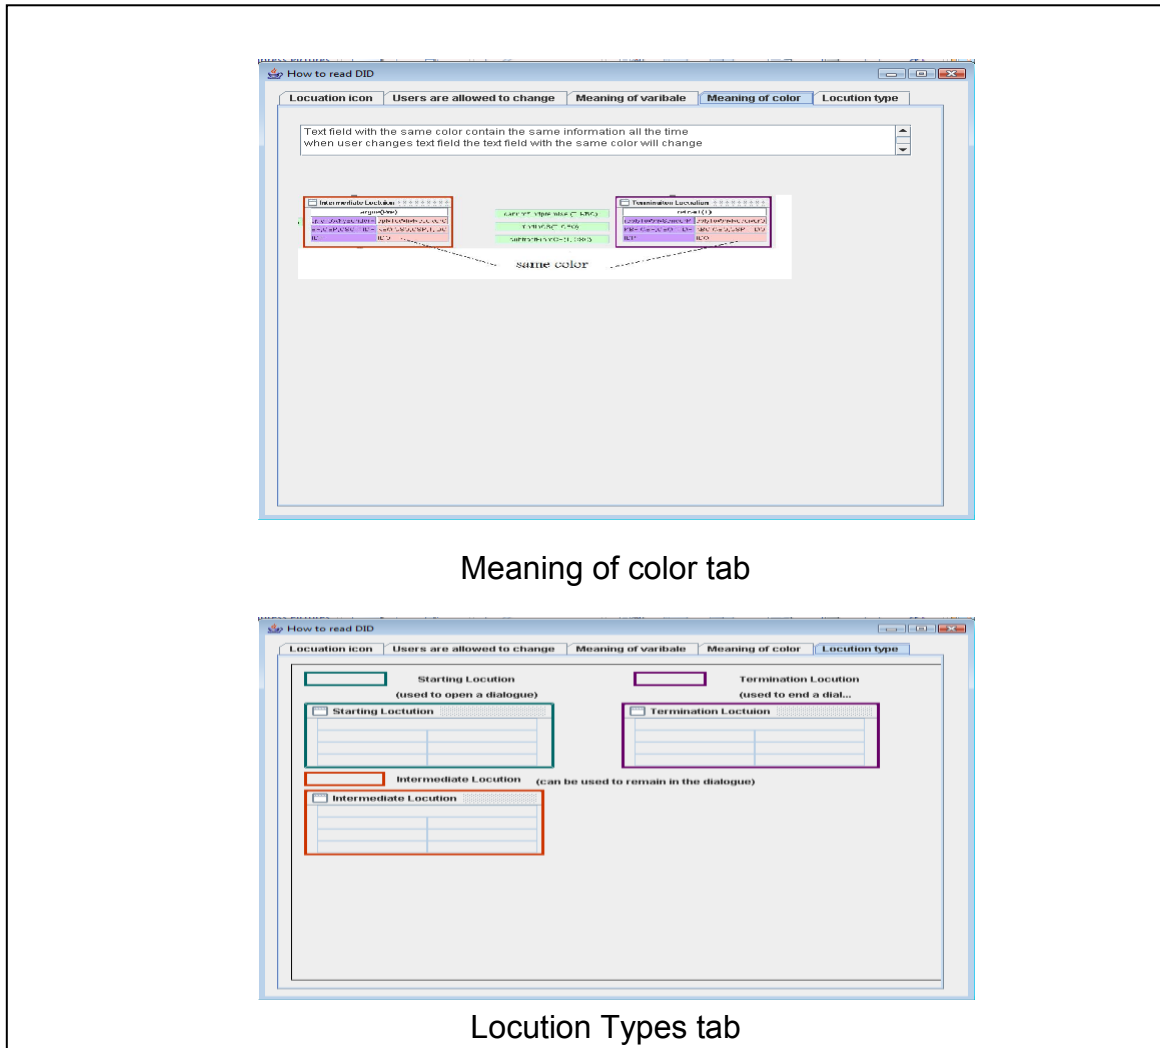 How to read DID
Locuation icon Users are allowed to change Meaning of varibale Meaning of color Locution type
Text field with the same color contain the same information all the time
when user changes text field the text field with the same color will change
Intermediate Loctuion
Terminaiton Locuation
same color
Meaning of color tab
How to read DID
Locuation icon Users are allowed to change Meaning of varibale Meaning of color Locution type
Starting Locution Termination Locution
(used to open a dialogue) (used to end a dial...
Starting Loctution Termination Loctuion
Intermediate Locution (can be used to remain in the dialogue)
Intermediate Locution
Locution Types tab